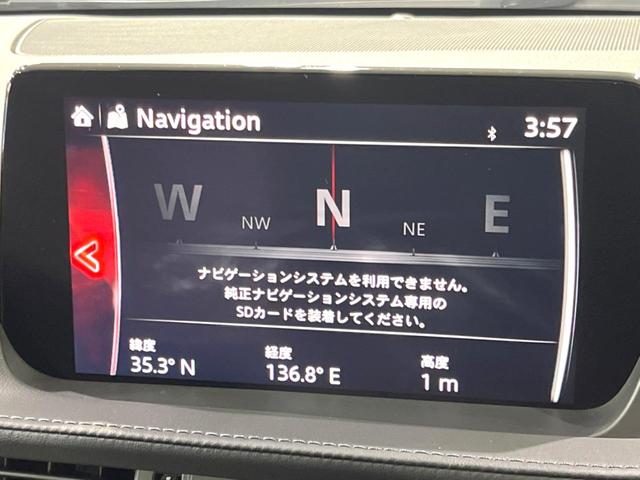 Navigation
3:57
W NW N NE E
ナビゲーションシステムを利用できません。
純正ナビゲーションシステム専用の
SDカードを装着してください。
緯度 経度 高度
35.3° N 136.8° E 1 m